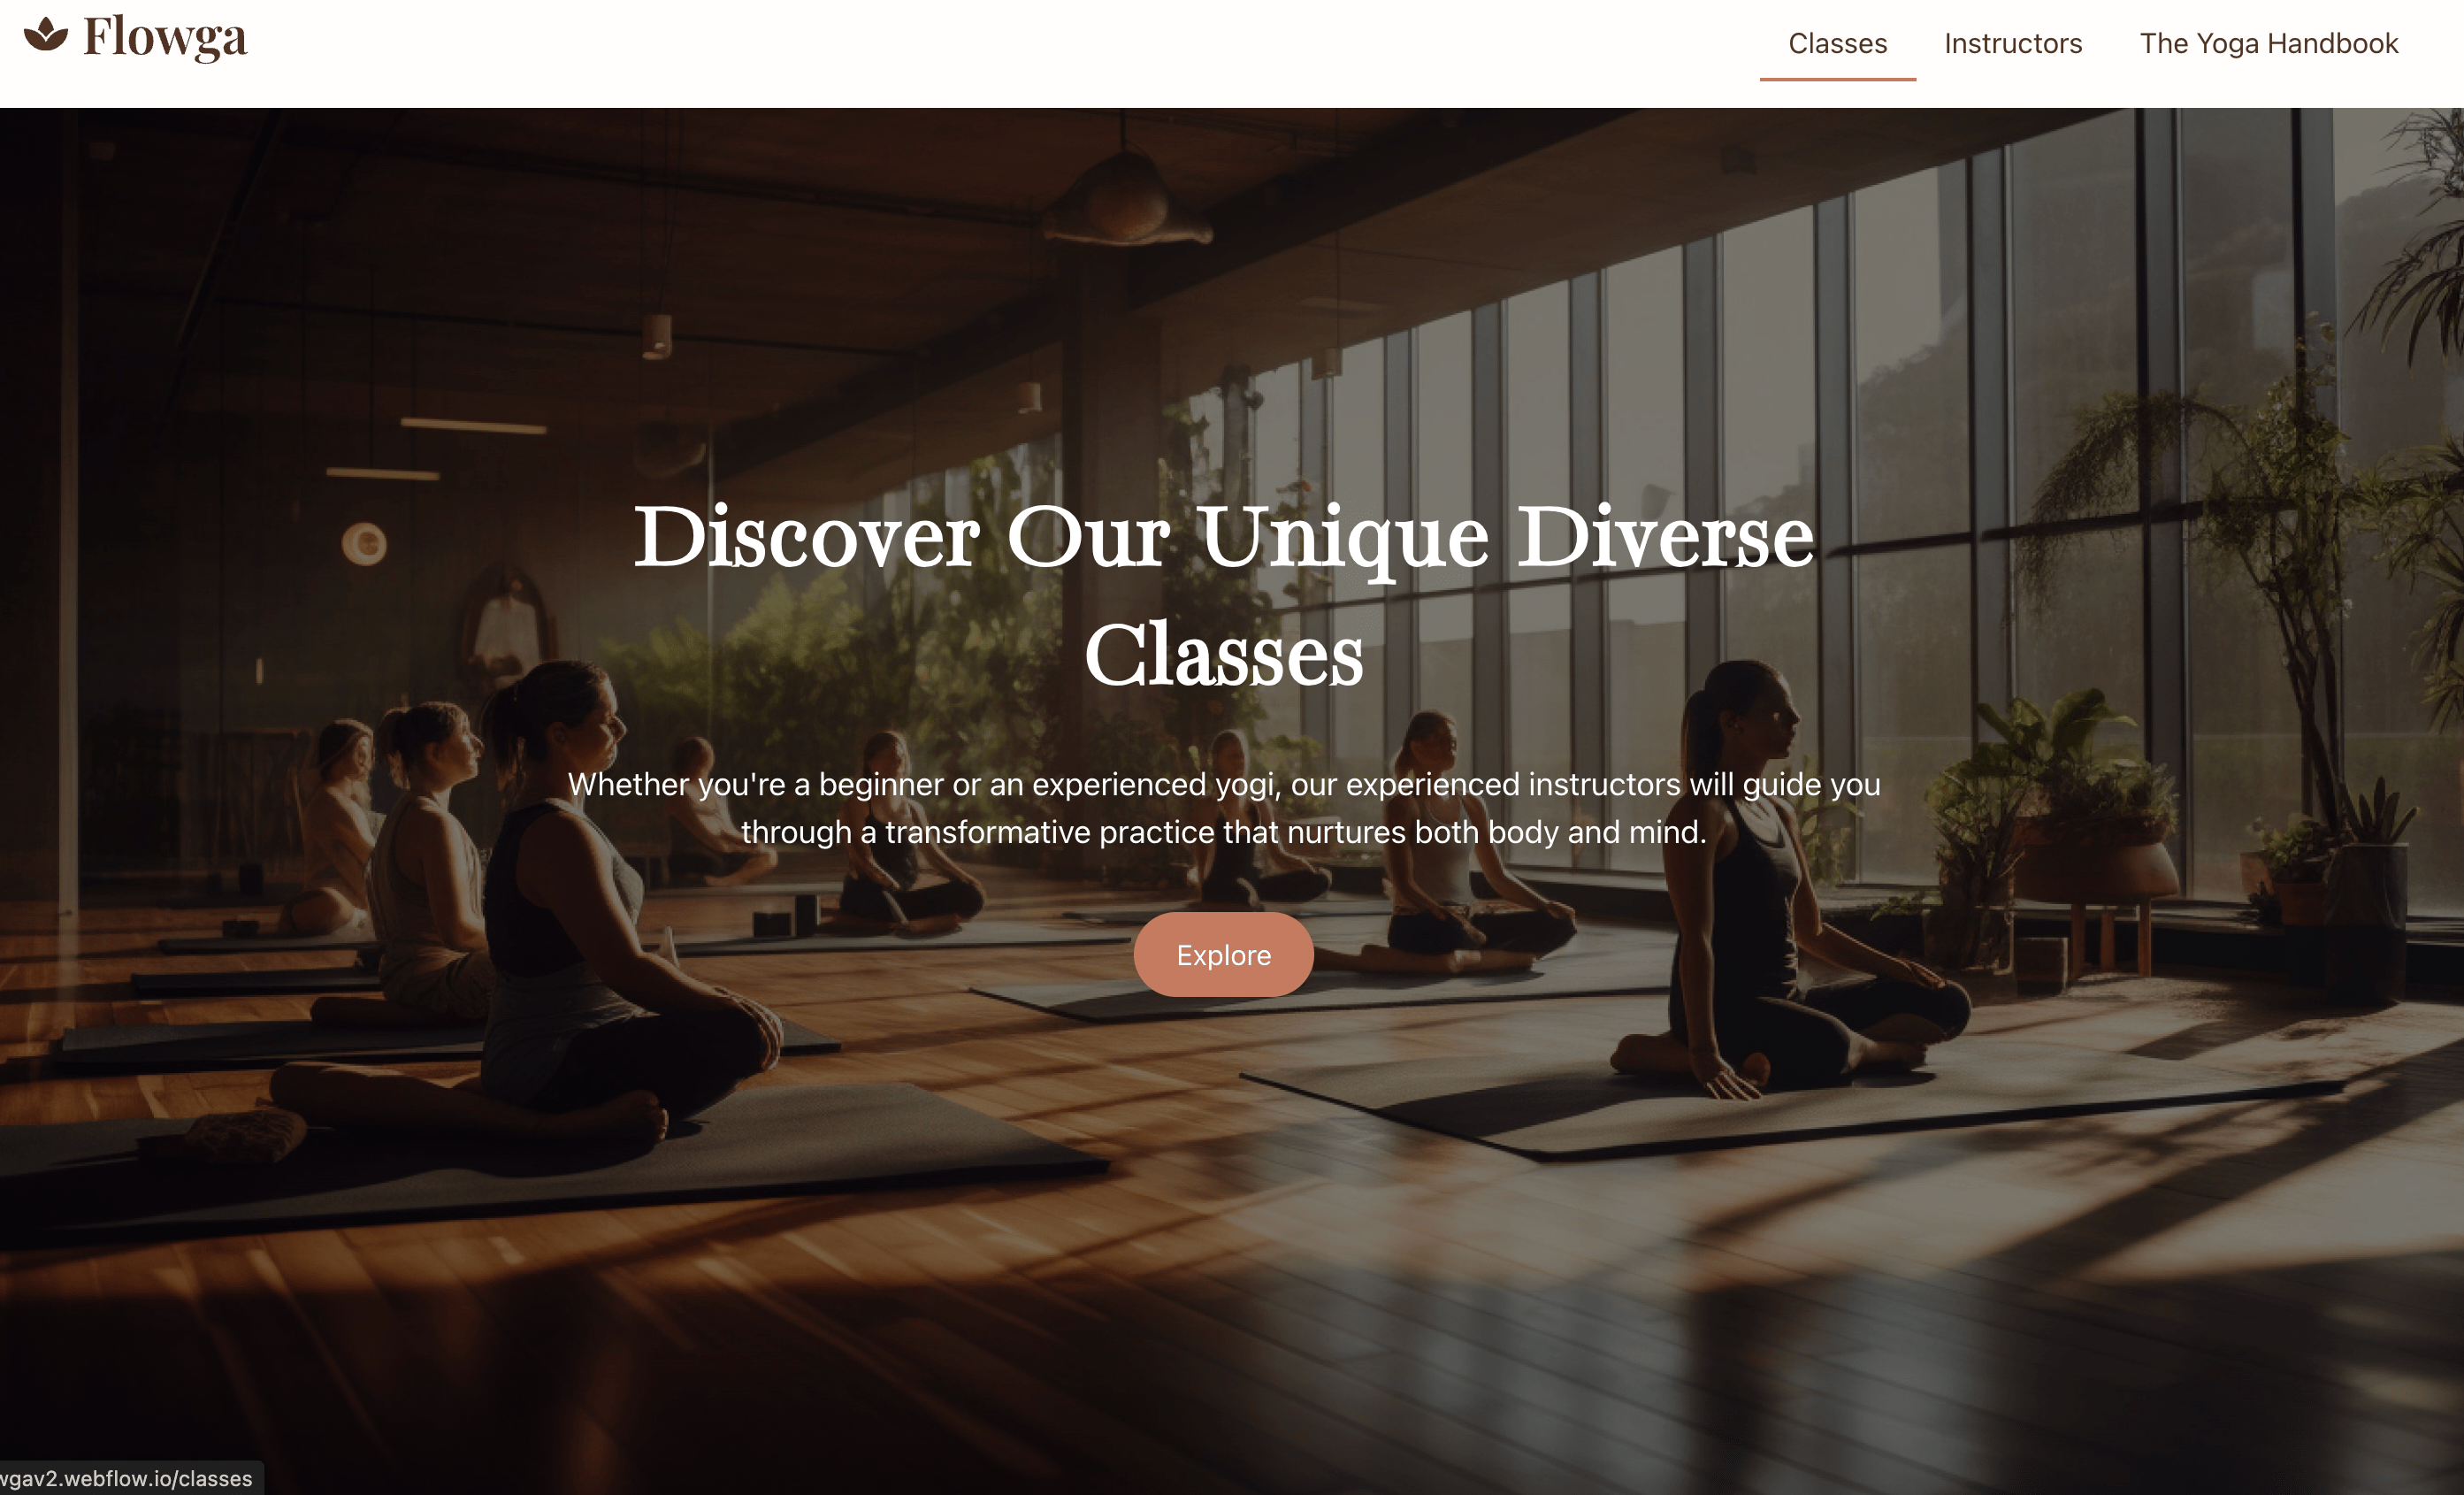 Flowga
Classes
Instructors
The Yoga Handbook
Discover Our Unique Diverse
Classes
Whether you're a beginner or an experienced yogi, our experienced instructors will guide you
through a transformative practice that nurtures both body and mind.
Explore
wgav2.webflow.io/classes